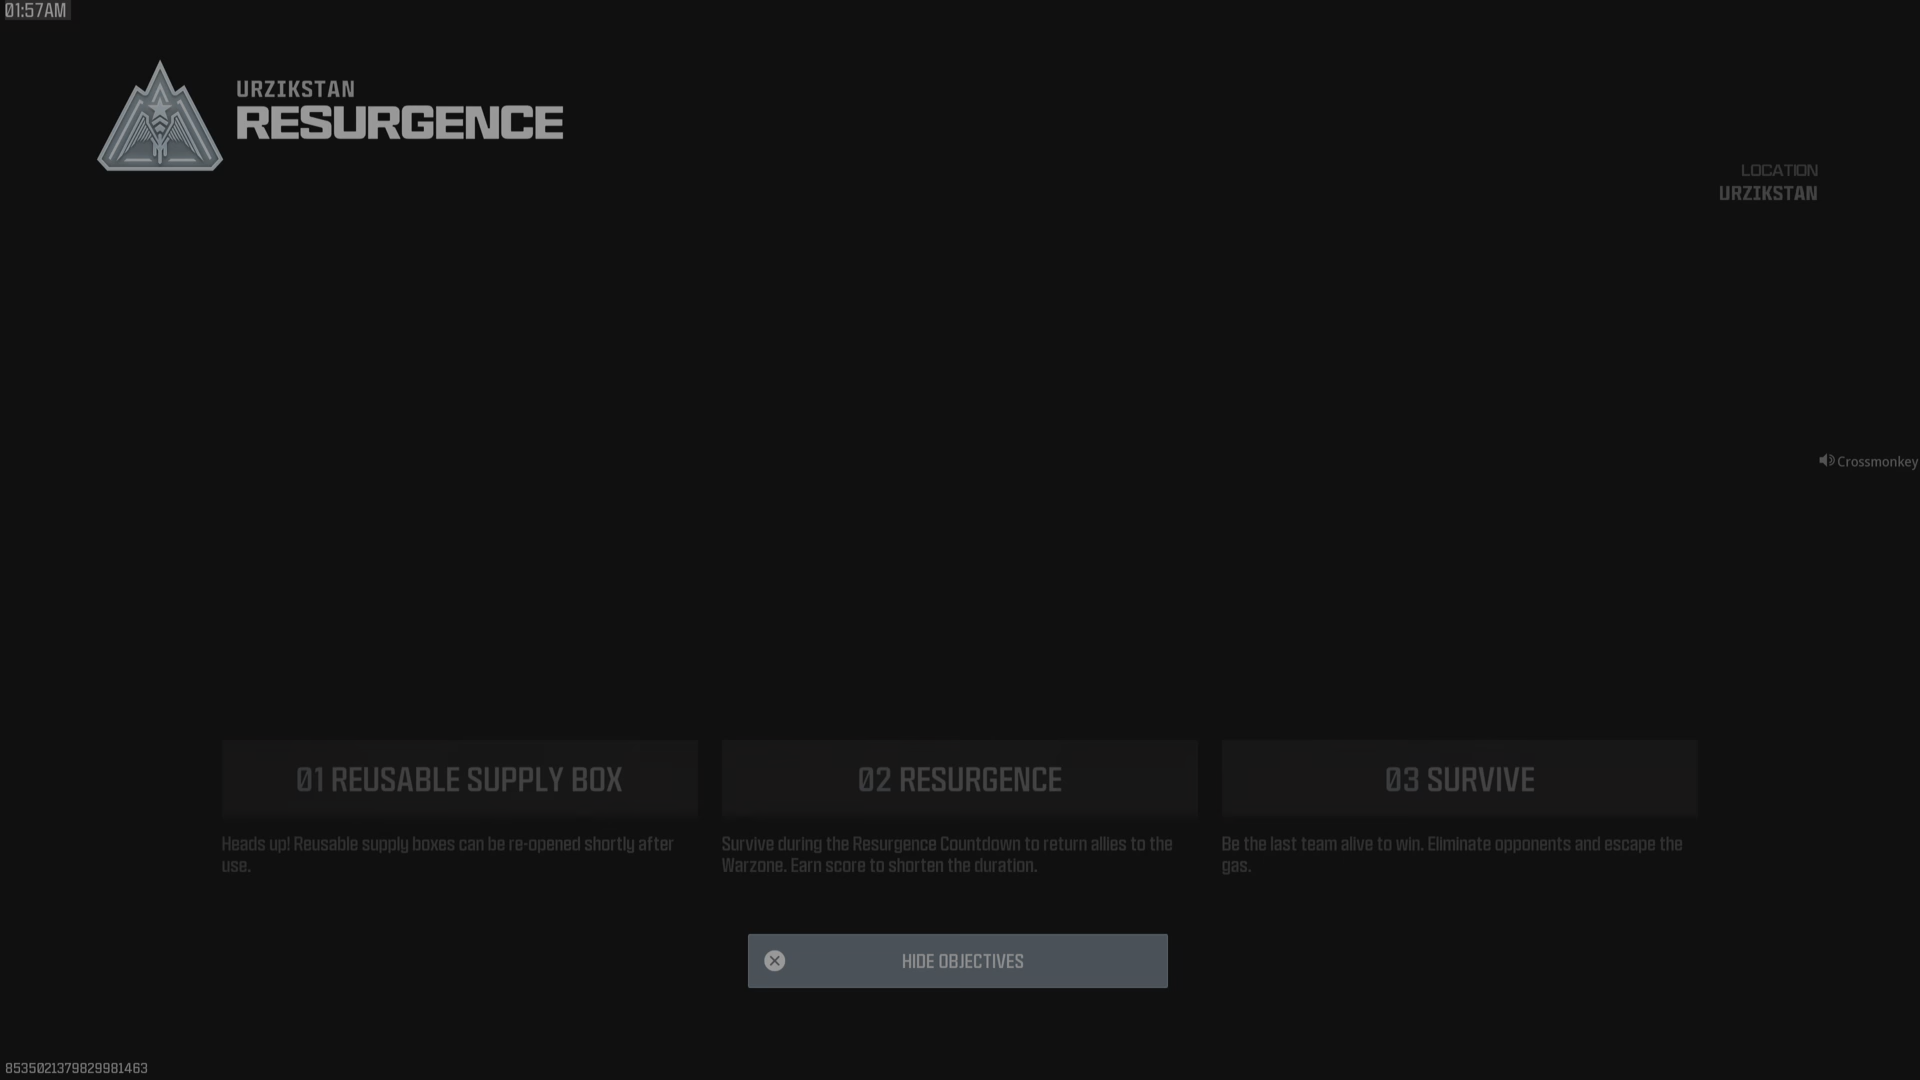 01:57AM
URZIKSTAN
RESURGENCE
LOCATION
URZIKSTAN
Crossmonkey
01 REUSABLE SUPPLY BOX
Heads up! Reusable supply boxes can be re-opened shortly after
use.
02 RESURGENCE
Survive during the Resurgence Countdown to return allies to the
Warzone. Earn score to shorten the duration.
03 SURVIVE
Be the last team alive to win. Eliminate opponents and escape the
gas.
HIDE OBJECTIVES
8535021379829981463